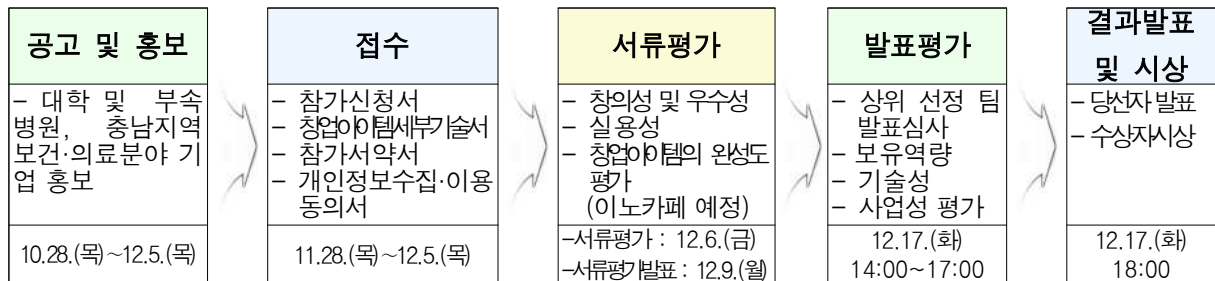 공고 및 홍보
– 대학 및 부속
병원, 충남지역
보건·의료분야 기
업 홍보
10.28.(목)~12.5.(목)
접수
– 참가신청서
– 창업아이템세부기술서
– 참가서약서
– 개인정보수집·이용
동의서
11.28.(목)~12.5.(목)
서류평가
– 창의성 및 우수성
– 실용성
– 창업아이템의 완성도
평가
(이노카페 예정)
–서류평가 : 12.6.(금)
–서류평가발표 : 12.9.(월)
발표평가
– 상위 선정 팀
발표심사
– 보유역량
– 기술성
– 사업성 평가
12.17.(화)
14:00~17:00
결과발표
및 시상
– 당선자 발표
– 수상자시상
12.17.(화)
18:00